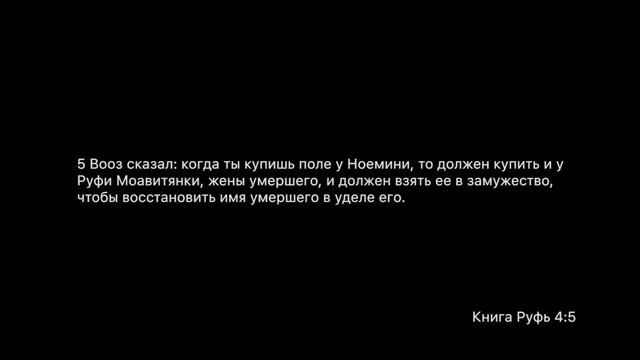 5 Вооз сказал: когда ты купишь поле у Ноемини, то должен купить и у
Руфи Моавитянки, жены умершего, и должен взять ее в замужество,
чтобы восстановить имя умершего в уделе его.
Книга Руфь 4:5